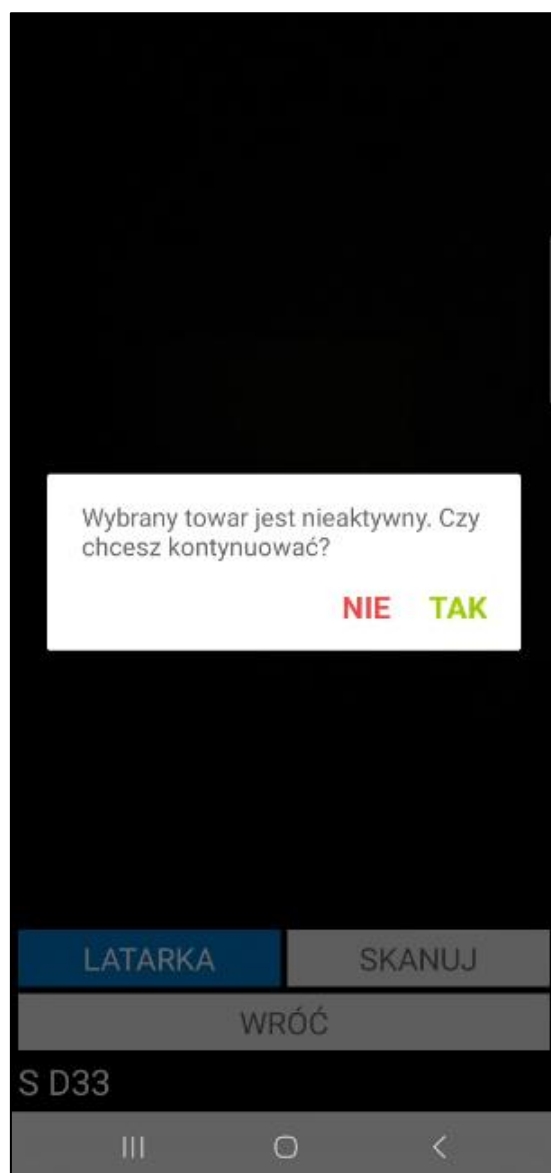 Wybrany towar jest nieaktywny. Czy
chcesz kontynuować?
NIE TAK
LATARKA SKANUJ
WRÓĆ
S D33